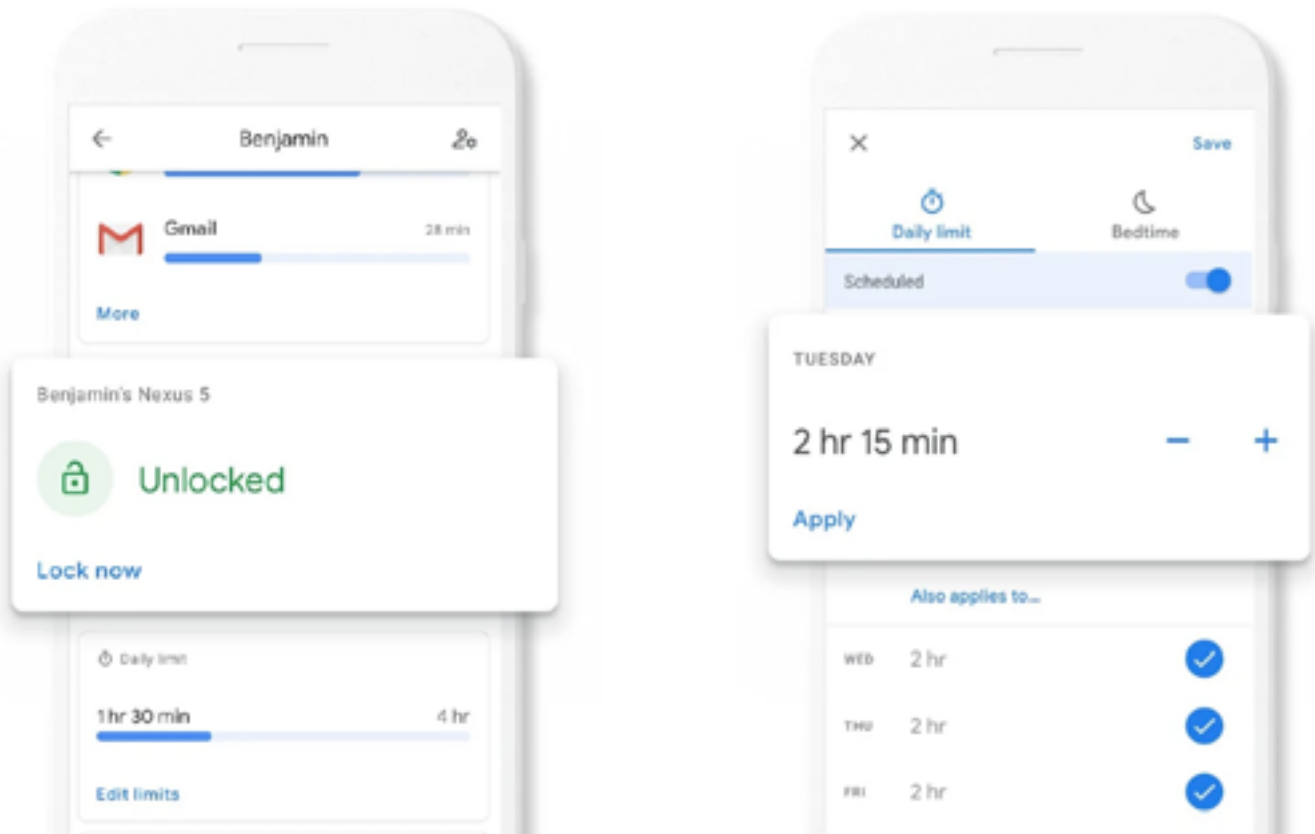 Benjamin
Gmail
28 min
More
Benjamin's Nexus 5
Unlocked
Lock now
Daily limit
1 hr 30 min
4 hr
Edit limits
Save
Daily limit
Bedtime
Scheduled
TUESDAY
2 hr 15 min
− +
Apply
Also applies to...
WED 2 hr
THU 2 hr
FRI 2 hr